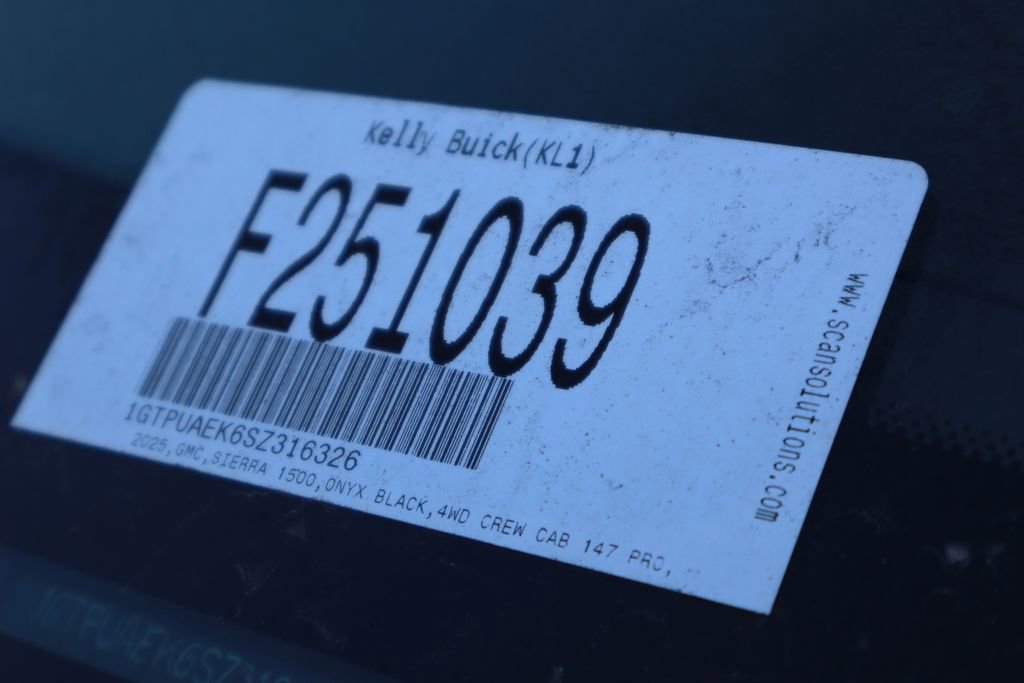 Kelly Buick(KL1)
F251039
1GTPUAEK6SZ316326
2025,GMC,SIERRA 1500,ONYX BLACK,4WD CREW CAB 147 PRO,
www.scansolutions.com
1GTPUAEK6SZ316